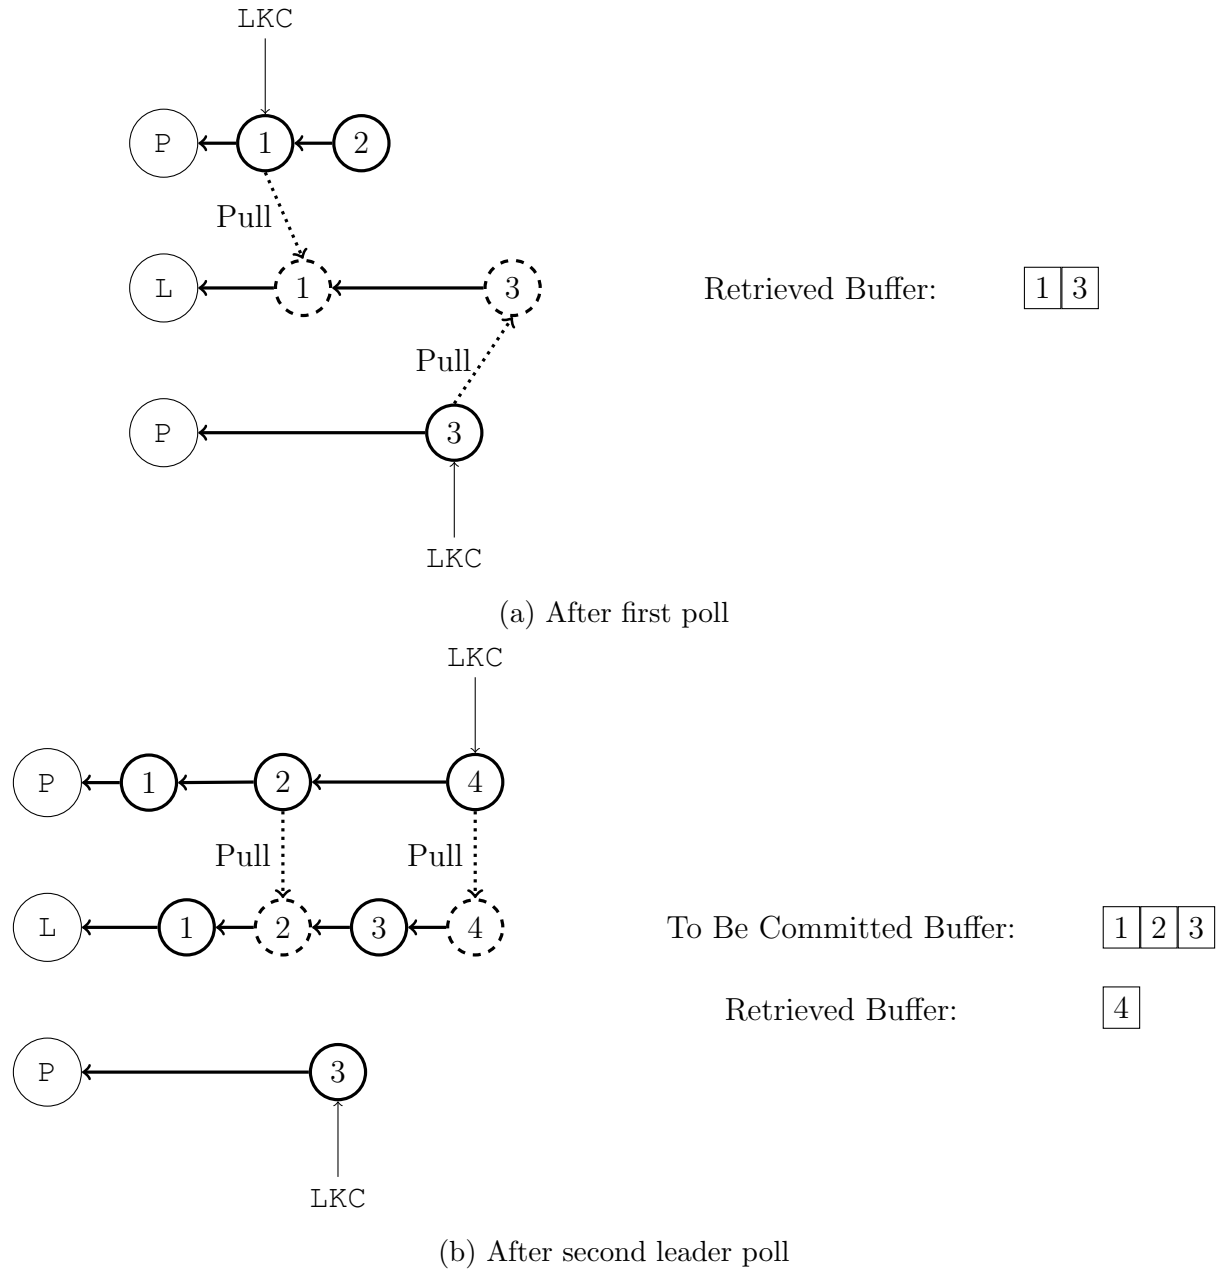 LKC
P 1 2
Pull
L 1 3 Retrieved Buffer: 1 3
Pull
P 3
LKC
(a) After first poll
LKC
P 1 2 4
Pull Pull
L 1 2 3 4 To Be Committed Buffer: 1 2 3
Retrieved Buffer: 4
P 3
LKC
(b) After second leader poll